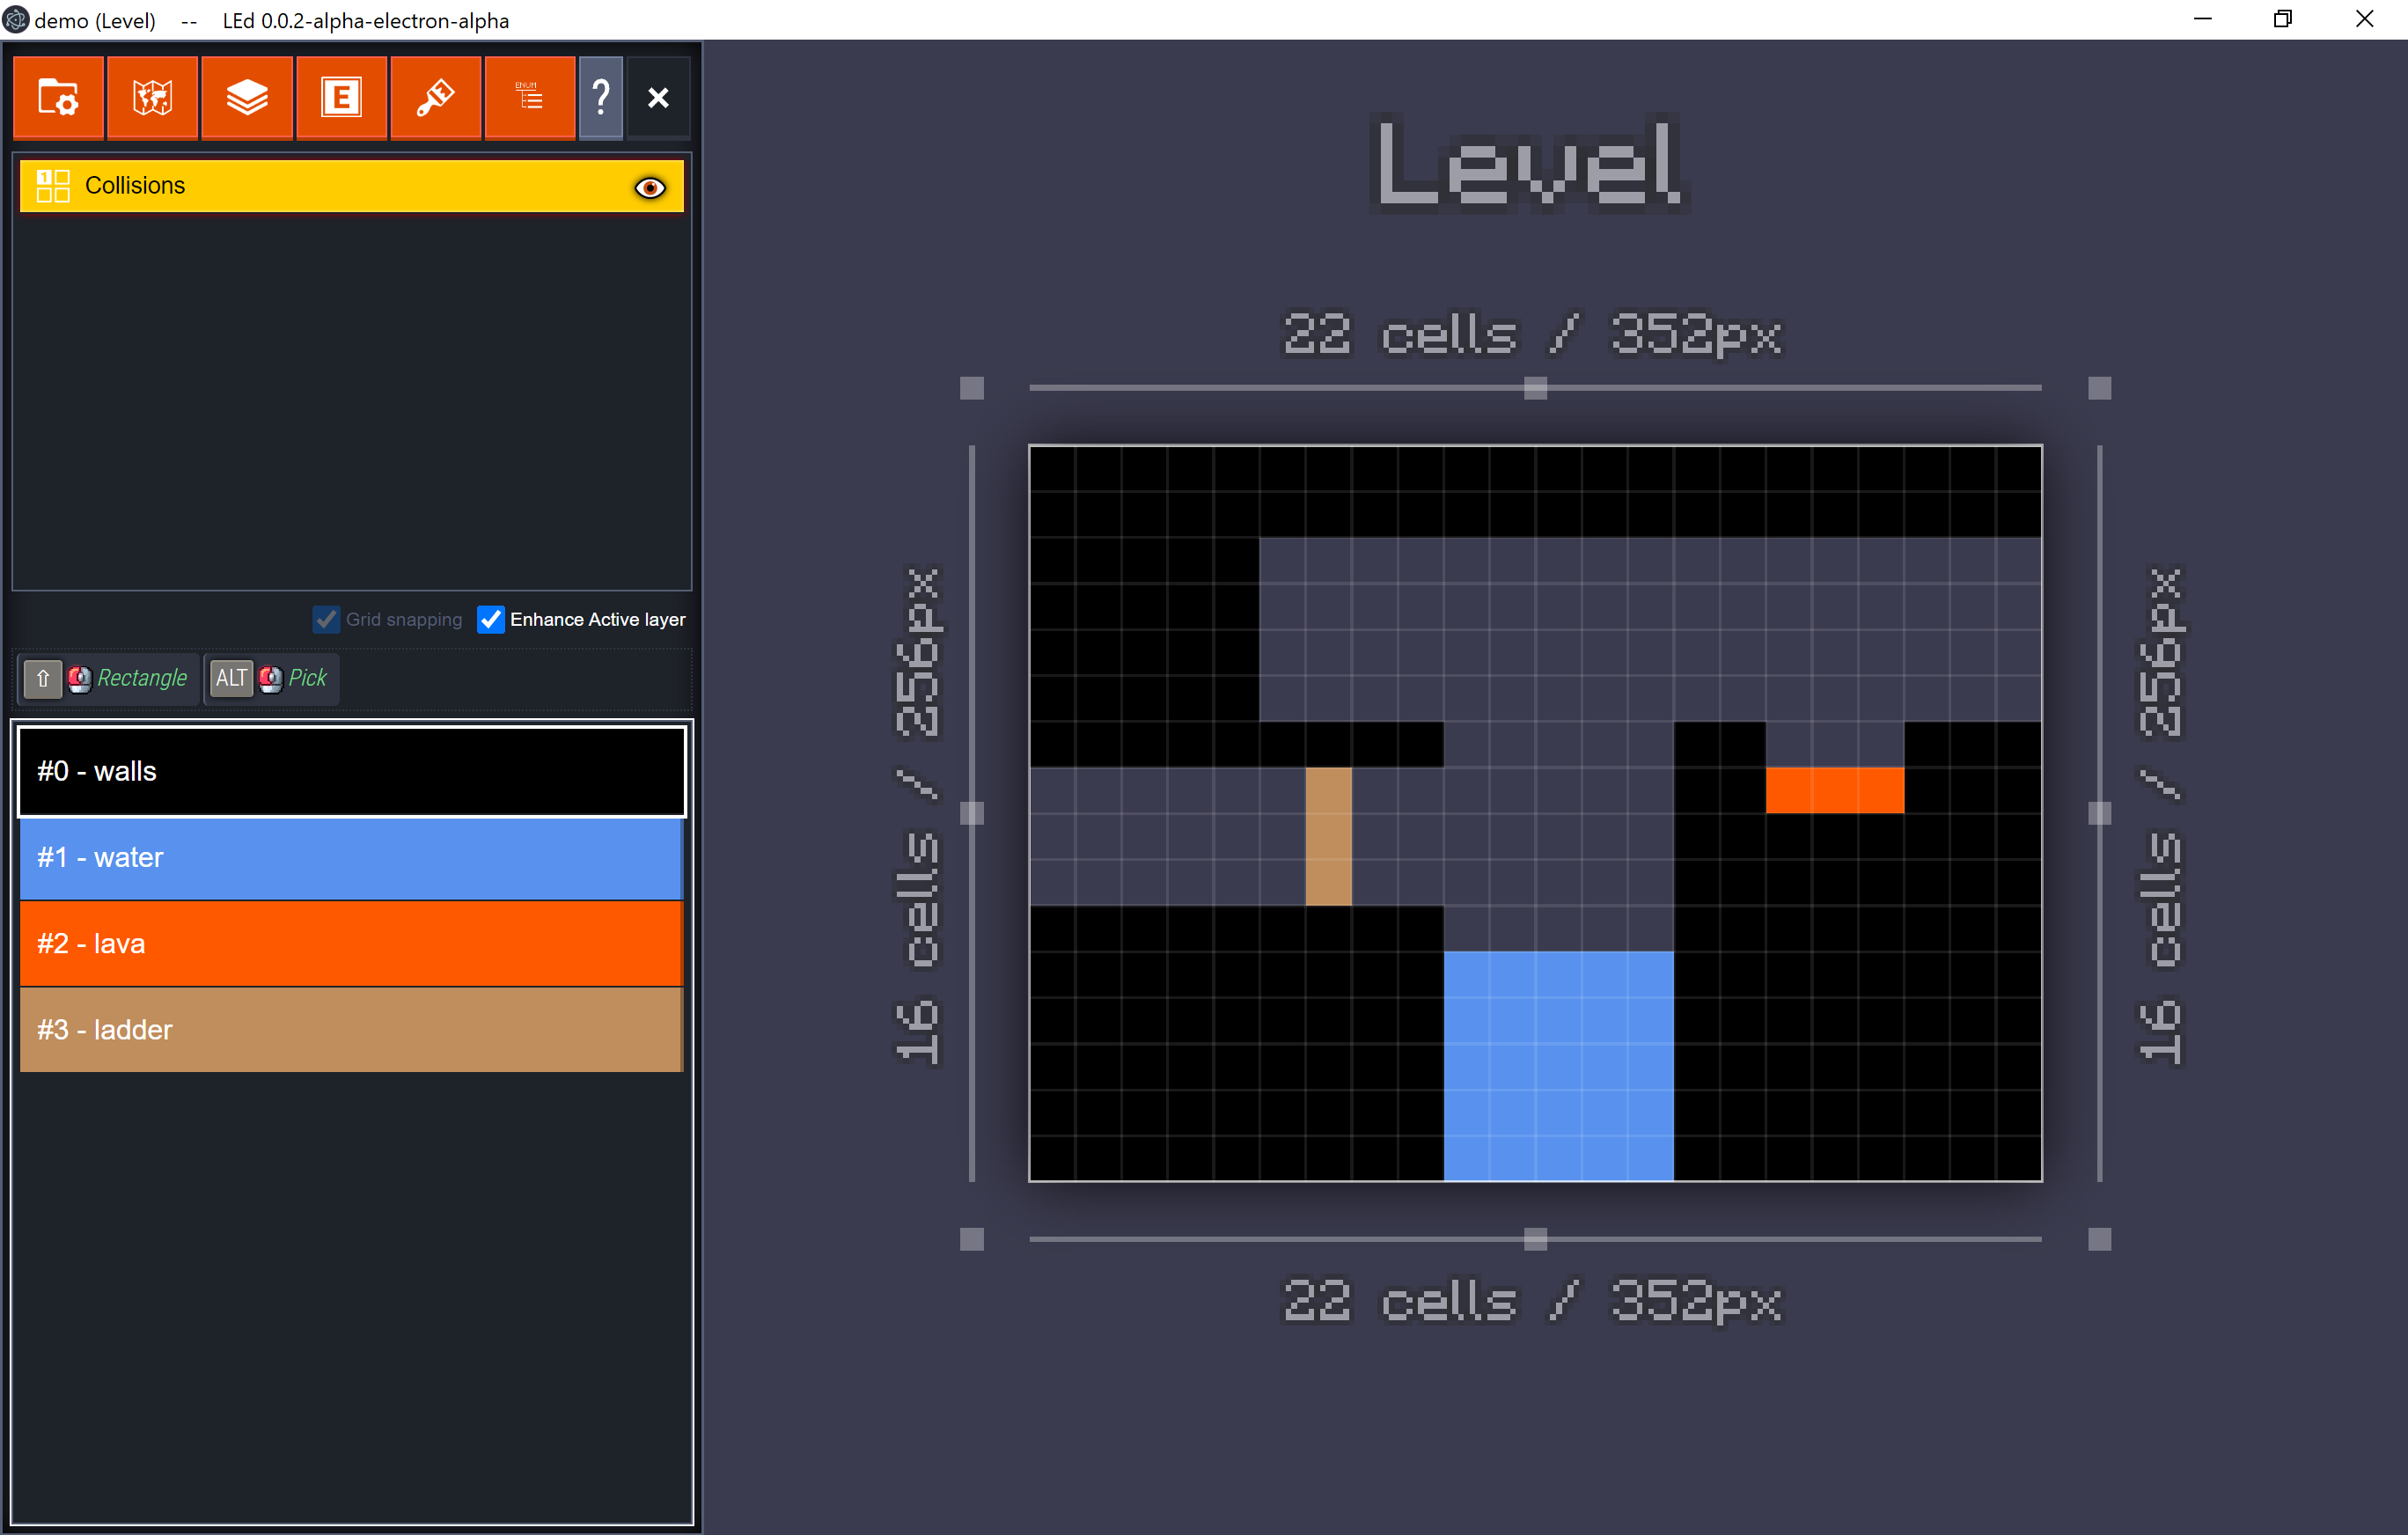 demo (Level) -- LEd 0.0.2-alpha-electron-alpha
E
ENUM
?
1 Collisions
Grid snapping Enhance Active layer
⇧ Rectangle ALT Pick
#0 - walls
#1 - water
#2 - lava
#3 - ladder
Level
22 cells / 352px
16 cells / 256px
16 cells / 256px
22 cells / 352px